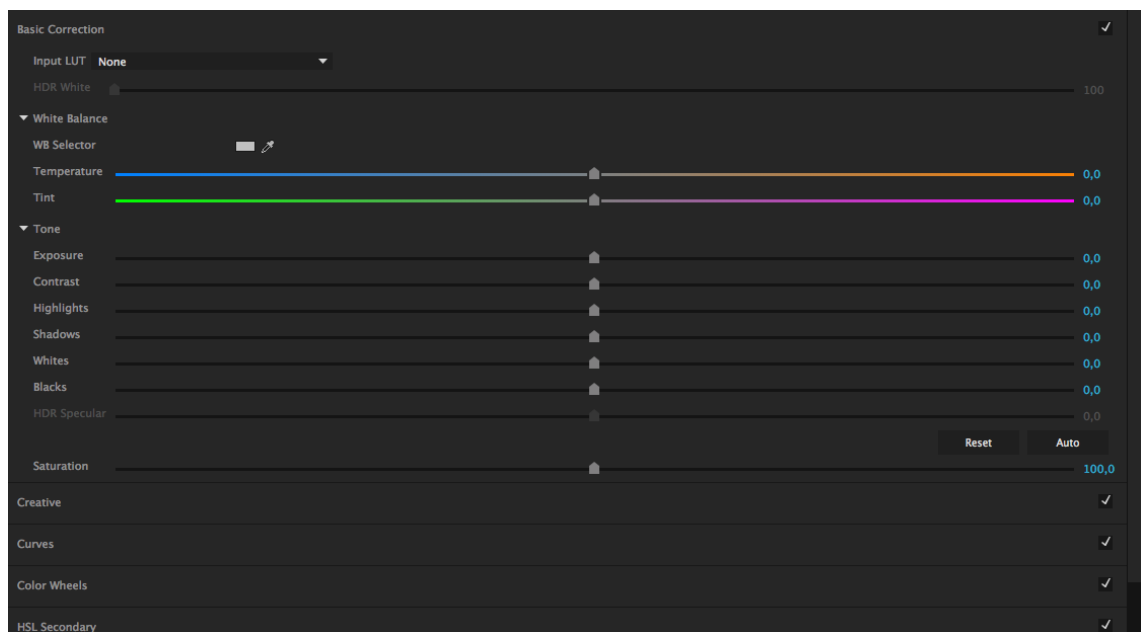 Basic Correction
Input LUT None
HDR White 100
White Balance
WB Selector
Temperature 0,0
Tint 0,0
Tone
Exposure 0,0
Contrast 0,0
Highlights 0,0
Shadows 0,0
Whites 0,0
Blacks 0,0
HDR Specular 0,0
Reset Auto
Saturation 100,0
Creative
Curves
Color Wheels
HSL Secondary